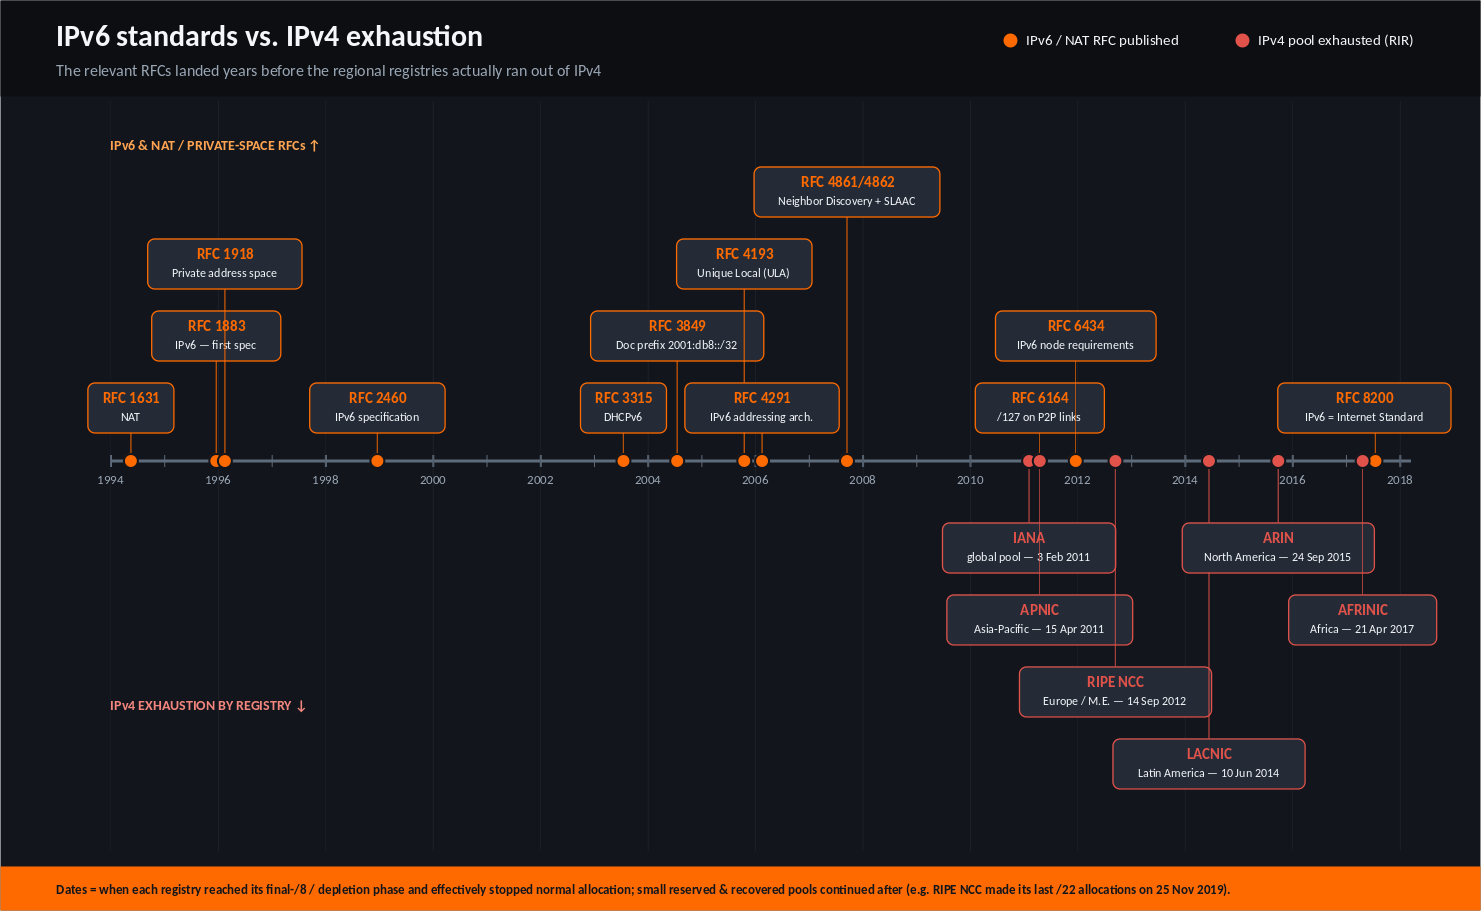 IPv6 standards vs. IPv4 exhaustion
The relevant RFCs landed years before the regional registries actually ran out of IPv4
IPv6 / NAT RFC published
IPv4 pool exhausted (RIR)
IPv6 & NAT / PRIVATE-SPACE RFCs ↑
RFC 4861/4862
Neighbor Discovery + SLAAC
RFC 1918
Private address space
RFC 4193
Unique Local (ULA)
RFC 1883
IPv6 — first spec
RFC 3849
Doc prefix 2001:db8::/32
RFC 6434
IPv6 node requirements
RFC 1631
NAT
RFC 2460
IPv6 specification
RFC 3315
DHCPv6
RFC 4291
IPv6 addressing arch.
RFC 6164
/127 on P2P links
RFC 8200
IPv6 = Internet Standard
1994 1996 1998 2000 2002 2004 2006 2008 2010 2012 2014 2016 2018
IANA
global pool — 3 Feb 2011
ARIN
North America — 24 Sep 2015
APNIC
Asia-Pacific — 15 Apr 2011
AFRINIC
Africa — 21 Apr 2017
RIPE NCC
Europe / M.E. — 14 Sep 2012
IPv4 EXHAUSTION BY REGISTRY ↓
LACNIC
Latin America — 10 Jun 2014
Dates = when each registry reached its final-/8 / depletion phase and effectively stopped normal allocation; small reserved & recovered pools continued after (e.g. RIPE NCC made its last /22 allocations on 25 Nov 2019).